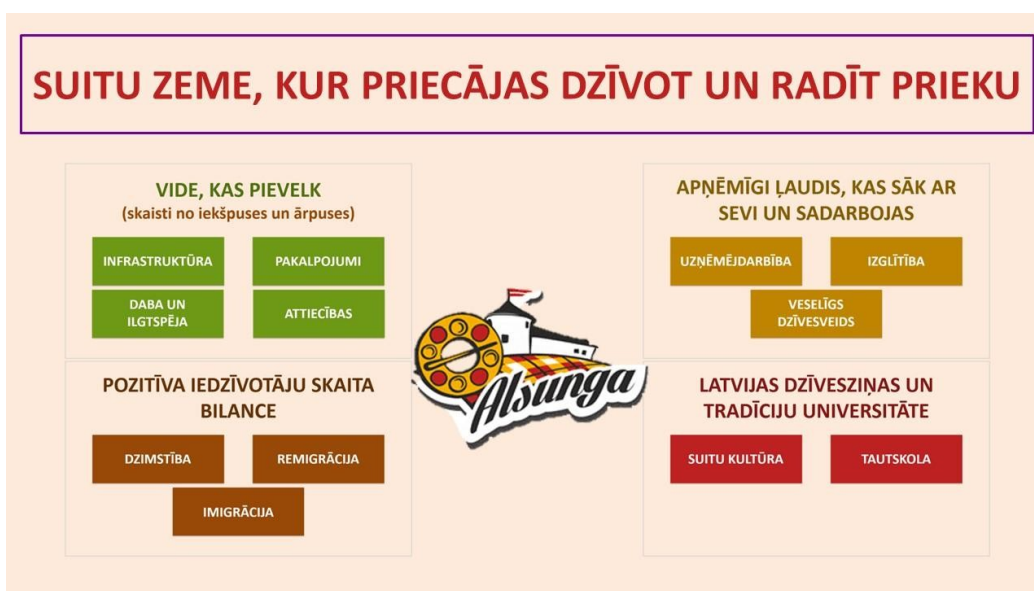 SUITU ZEME, KUR PRIECĀJAS DZĪVOT UN RADĪT PRIEKU
VIDE, KAS PIEVELK
(skaisti no iekšpuses un ārpuses)
INFRASTRUKTŪRA
PAKALPOJUMI
DABA UN
ILGTSPĒJA
ATTIECĪBAS
APŅĒMĪGI ĻAUDIS, KAS SĀK AR
SEVI UN SADARBOJAS
UZŅĒMĒJDARBĪBA
IZGLĪTĪBA
VESELĪGS
DZĪVESVEIDS
Alsunga
POZITĪVA IEDZĪVOTĀJU SKAITA
BILANCE
DZIMSTĪBA
REMIGRĀCIJA
IMIGRĀCIJA
LATVIJAS DZĪVESZIŅAS UN
TRADĪCIJU UNIVERSITĀTE
SUITU KULTŪRA
TAUTSKOLA